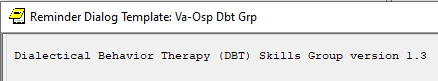 Reminder Dialog Template: Va-Osp Dbt Grp
Dialectical Behavior Therapy (DBT) Skills Group version 1.3